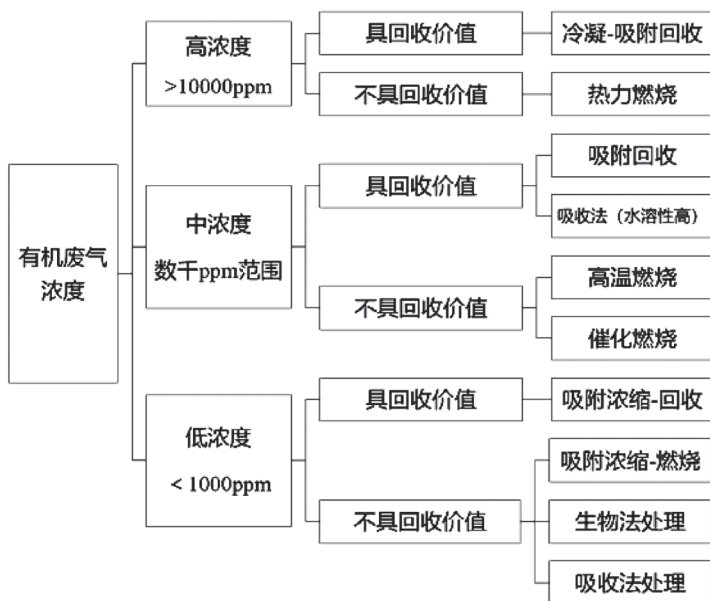 有机废气
浓度
高浓度
>10000ppm
具回收价值
冷凝-吸附回收
不具回收价值
热力燃烧
中浓度
数千ppm范围
具回收价值
吸附回收
吸收法（水溶性高）
不具回收价值
高温燃烧
催化燃烧
低浓度
< 1000ppm
具回收价值
吸附浓缩-回收
不具回收价值
吸附浓缩-燃烧
生物法处理
吸收法处理